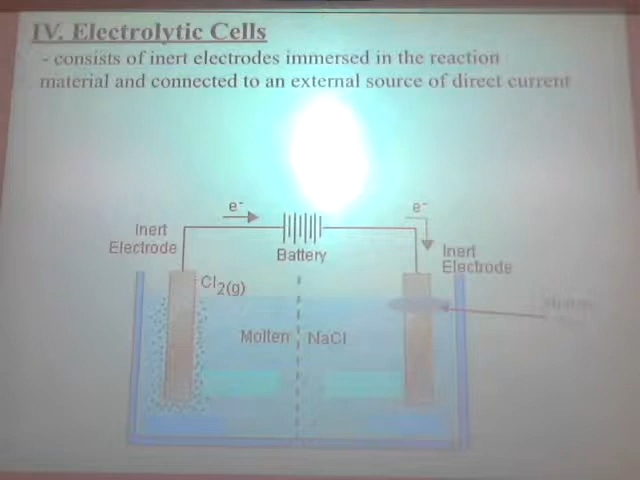 IV. Electrolytic Cells
- consists of inert electrodes immersed in the reaction
material and connected to an external source of direct current
e⁻
e⁻
Inert
Electrode
Battery
Inert
Electrode
Cl₂(g)
Molten NaCl